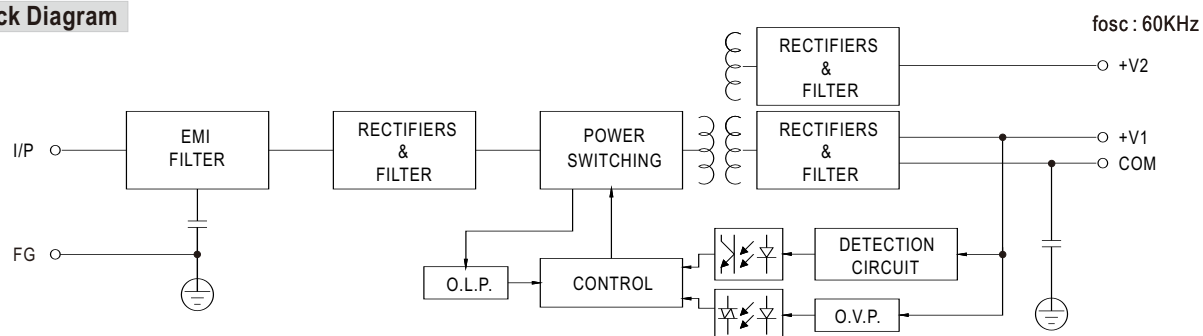 ck Diagram
fosc : 60KHz
RECTIFIERS
&
FILTER
+V2
I/P
EMI
FILTER
RECTIFIERS
&
FILTER
POWER
SWITCHING
RECTIFIERS
&
FILTER
+V1
COM
FG
O.L.P.
CONTROL
DETECTION
CIRCUIT
O.V.P.